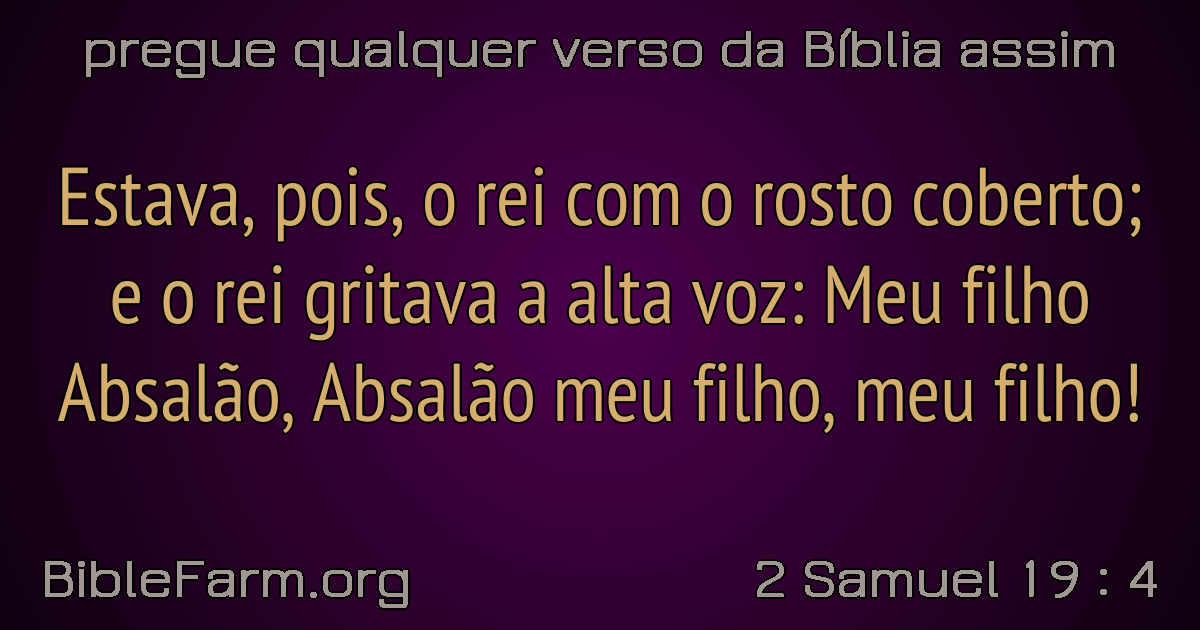 pregue qualquer verso da Bíblia assim
Estava, pois, o rei com o rosto coberto;
e o rei gritava a alta voz: Meu filho
Absalão, Absalão meu filho, meu filho!
BibleFarm.org
2 Samuel 19 : 4